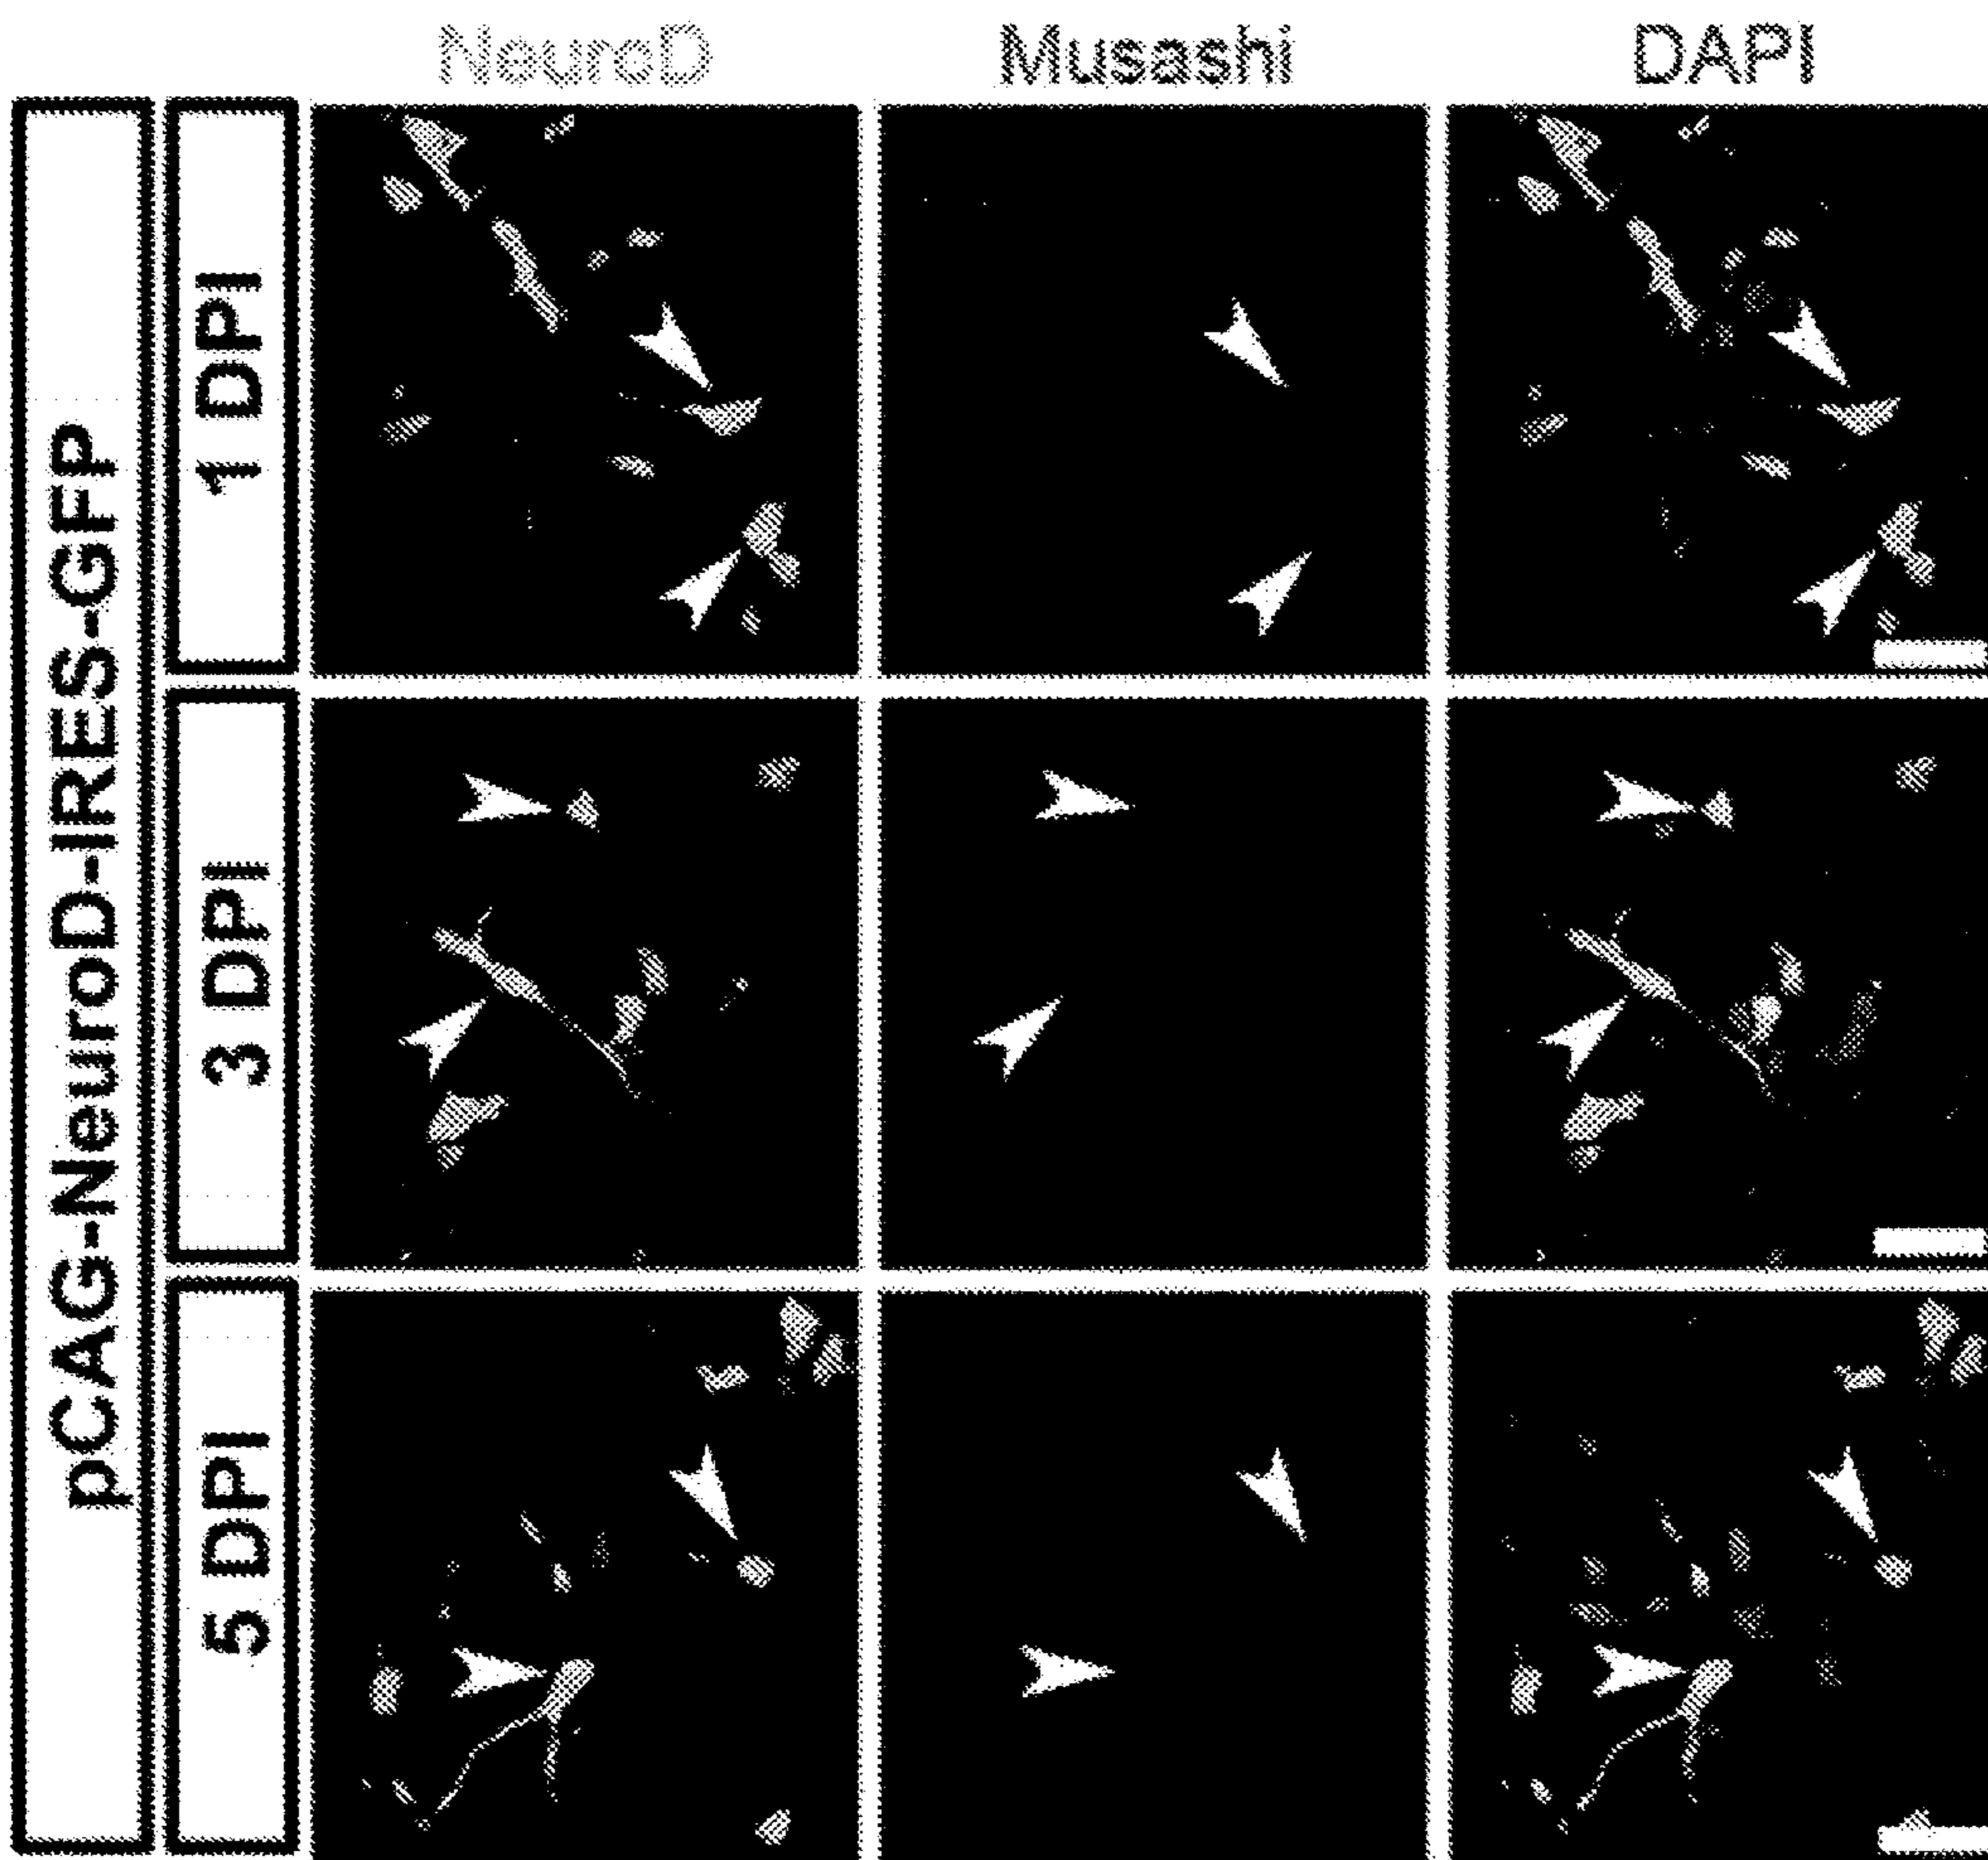 NeuroD
Musashi
DAPI
pCAG-NeuroD-IRES-GFP
1 DPI
3 DPI
5 DPI